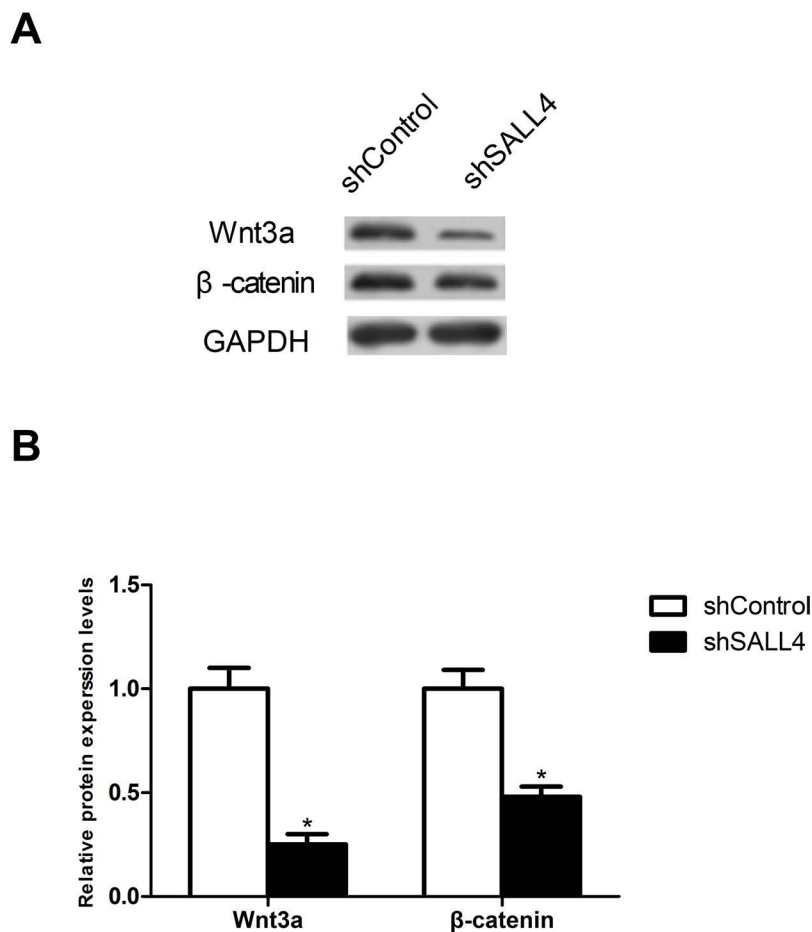 A
shControl
shSALL4
Wnt3a
β -catenin
GAPDH
B
Relative protein experssion levels
1.5
1.0
0.5
0.0
*
*
Wnt3a
β-catenin
shControl
shSALL4